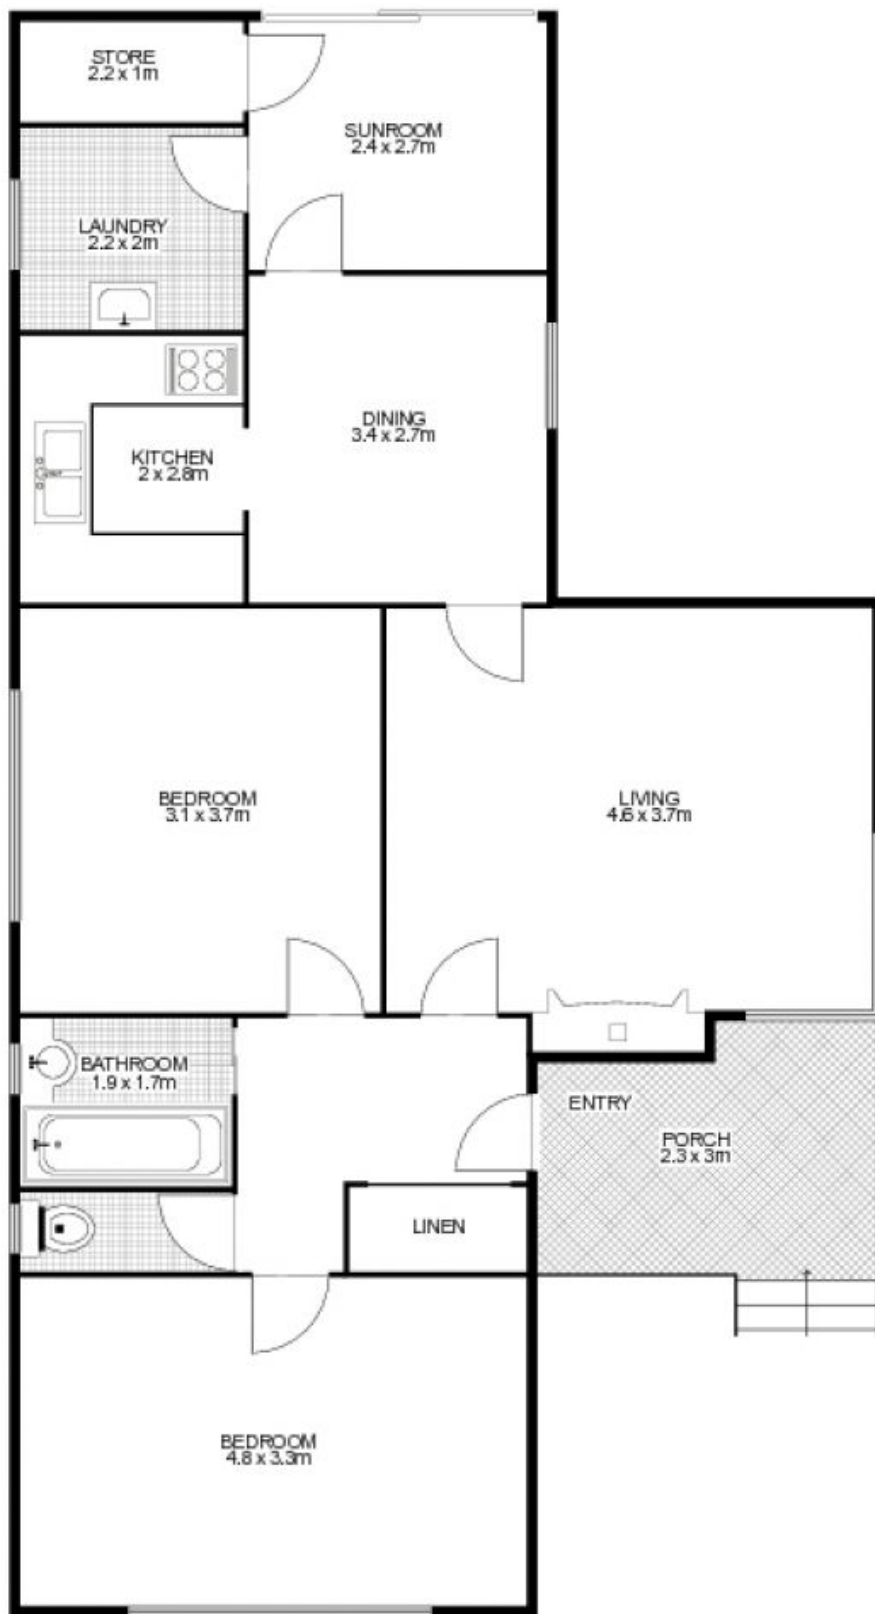 STORE
2.2 x 1m
SUNROOM
2.4 x 2.7m
LAUNDRY
2.2 x 2m
DINING
3.4 x 2.7m
KITCHEN
2 x 2.8m
BEDROOM
3.1 x 3.7m
LIVING
4.6 x 3.7m
BATHROOM
1.9 x 1.7m
ENTRY
PORCH
2.3 x 3m
LINEN
BEDROOM
4.8 x 3.3m